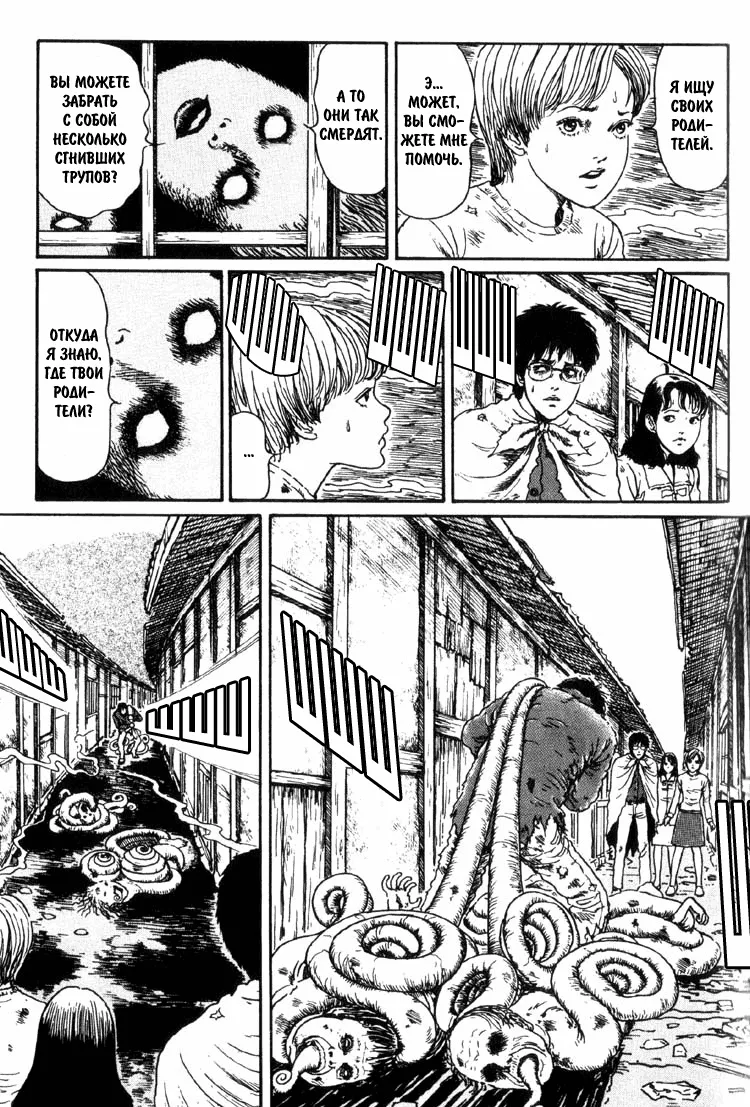 ВЫ МОЖЕТЕ
ЗАБРАТЬ
С СОБОЙ
НЕСКОЛЬКО
СГНИВШИХ
ТРУПОВ?
А ТО
ОНИ ТАК
СМЕРДЯТ.
Э...
МОЖЕТ,
ВЫ СМО-
ЖЕТЕ МНЕ
ПОМОЧЬ.
Я ИЩУ
СВОИХ
РОДИ-
ТЕЛЕЙ.
ОТКУДА
Я ЗНАЮ,
ГДЕ ТВОИ
РОДИ-
ТЕЛИ?
...